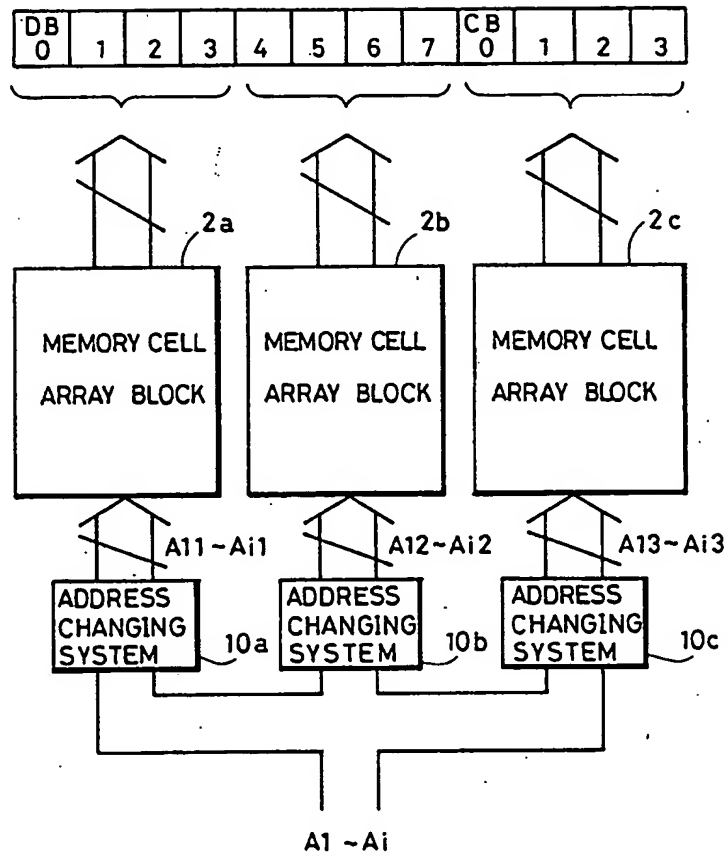 DB CB
0 1 2 3 4 5 6 7 0 1 2 3
2a 2b 2c
MEMORY CELL MEMORY CELL MEMORY CELL
ARRAY BLOCK ARRAY BLOCK ARRAY BLOCK
A11~Ai1 A12~Ai2 A13~Ai3
ADDRESS ADDRESS ADDRESS
CHANGING CHANGING CHANGING
SYSTEM SYSTEM SYSTEM
10a 10b 10c
A1~Ai